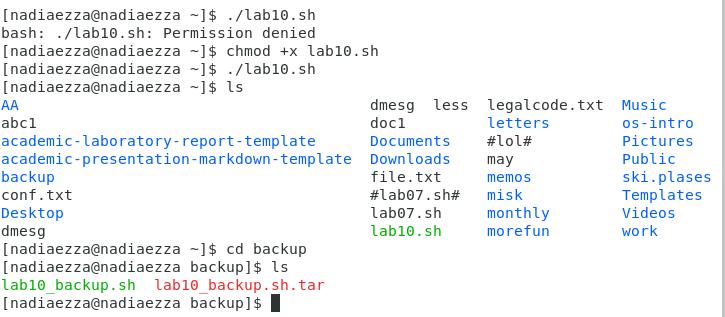 [nadiaezza@nadiaezza ~]$ ./lab10.sh
bash: ./lab10.sh: Permission denied
[nadiaezza@nadiaezza ~]$ chmod +x lab10.sh
[nadiaezza@nadiaezza ~]$ ./lab10.sh
[nadiaezza@nadiaezza ~]$ ls
AA dmesg less legalcode.txt Music
abc1 doc1 letters os-intro
academic-laboratory-report-template Documents #lol# Pictures
academic-presentation-markdown-template Downloads may Public
backup file.txt memos ski.plases
conf.txt #lab07.sh# misk Templates
Desktop lab07.sh monthly Videos
dmesg lab10.sh morefun work
[nadiaezza@nadiaezza ~]$ cd backup
[nadiaezza@nadiaezza backup]$ ls
lab10_backup.sh lab10_backup.sh.tar
[nadiaezza@nadiaezza backup]$